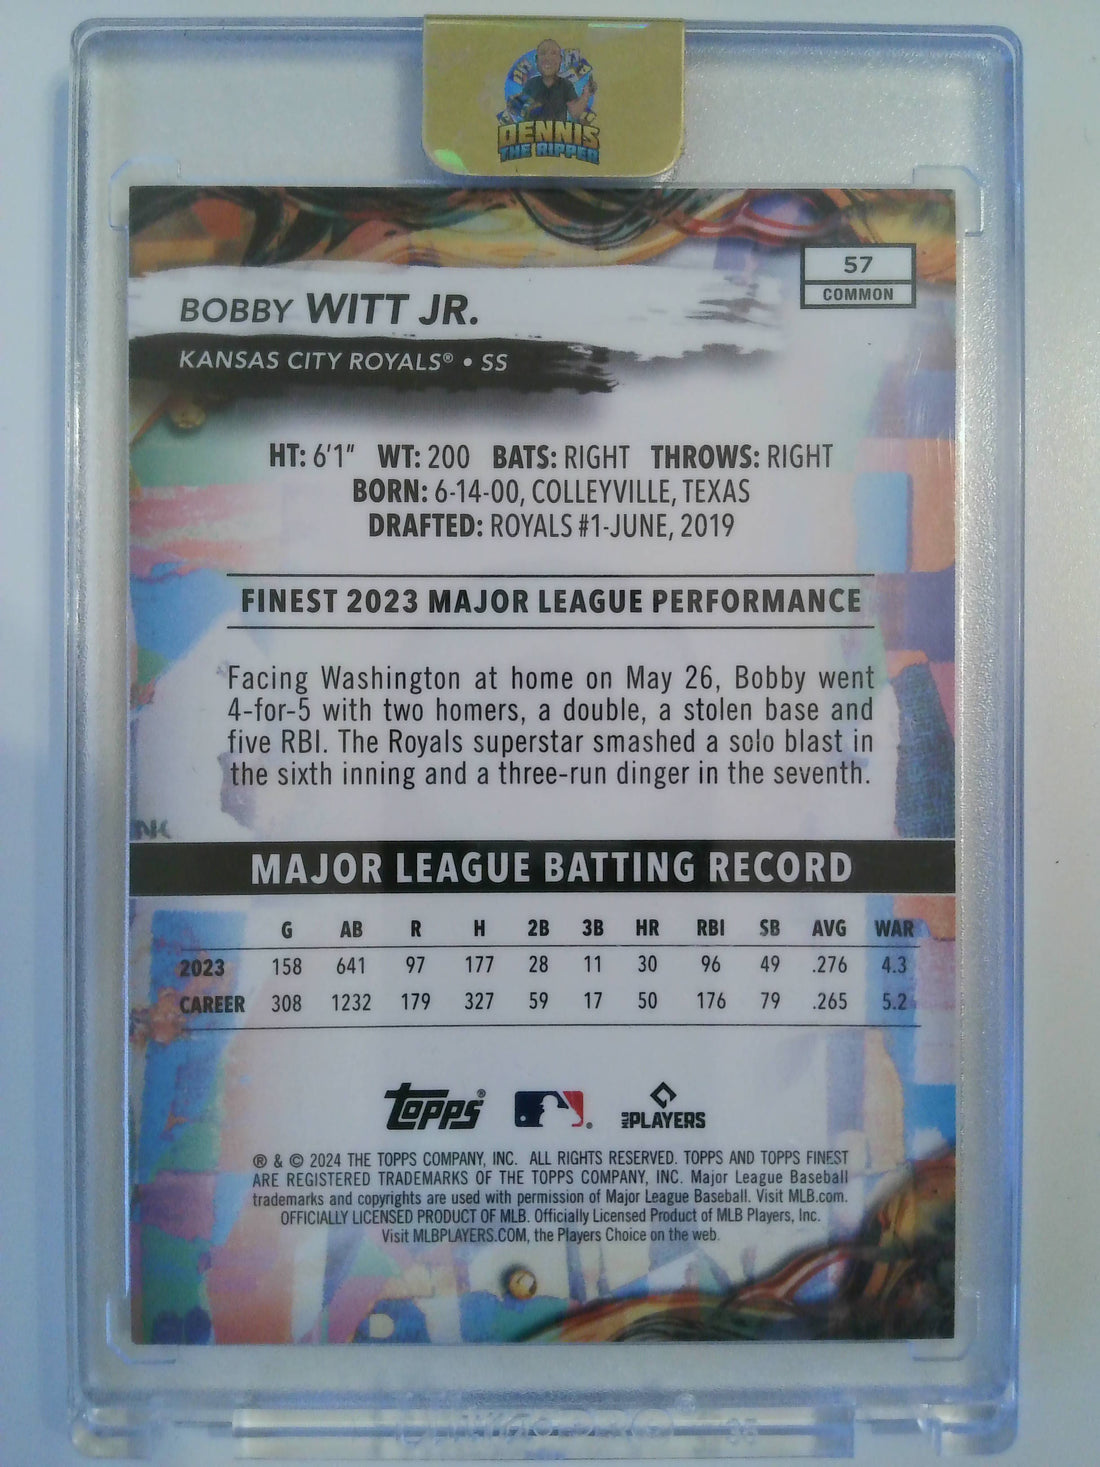 DENNIS
THE RIPPER
57
COMMON
BOBBY WITT JR.
KANSAS CITY ROYALS® • SS
HT: 6'1" WT: 200 BATS: RIGHT THROWS: RIGHT
BORN: 6-14-00, COLLEYVILLE, TEXAS
DRAFTED: ROYALS #1-JUNE, 2019
FINEST 2023 MAJOR LEAGUE PERFORMANCE
Facing Washington at home on May 26, Bobby went
4-for-5 with two homers, a double, a stolen base and
five RBI. The Royals superstar smashed a solo blast in
the sixth inning and a three-run dinger in the seventh.
NK
MAJOR LEAGUE BATTING RECORD
G AB R H 2B 3B HR RBI SB AVG WAR
2023 158 641 97 177 28 11 30 96 49 .276 4.3
CAREER 308 1232 179 327 59 17 50 176 79 .265 5.2
Topps® ® MLB PLAYERS
® & © 2024 THE TOPPS COMPANY, INC. ALL RIGHTS RESERVED. TOPPS AND TOPPS FINEST
ARE REGISTERED TRADEMARKS OF THE TOPPS COMPANY, INC. Major League Baseball
trademarks and copyrights are used with permission of Major League Baseball. Visit MLB.com.
OFFICIALLY LICENSED PRODUCT OF MLB. Officially Licensed Product of MLB Players, Inc.
Visit MLBPLAYERS.COM, the Players Choice on the web.
Ultra•PRO®